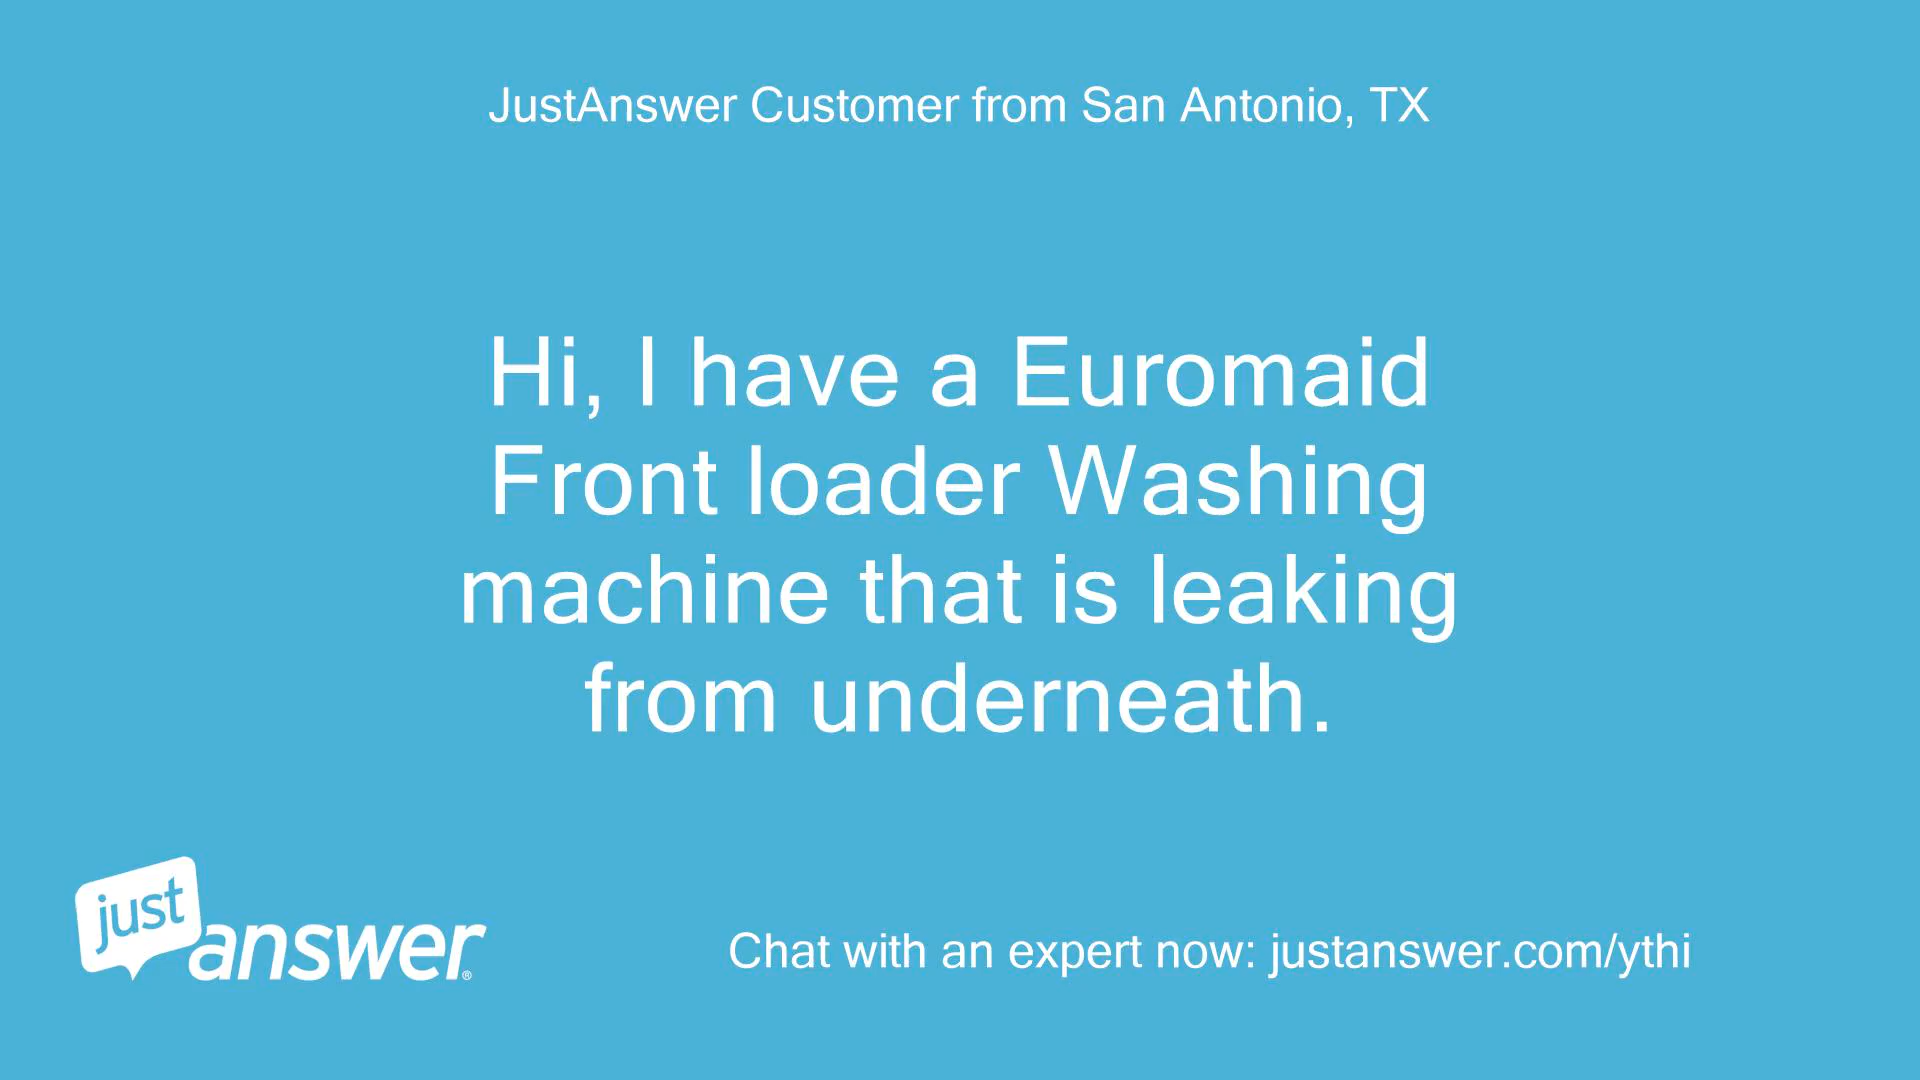 JustAnswer Customer from San Antonio, TX
Hi, I have a Euromaid
Front loader Washing
machine that is leaking
from underneath.
just
answer®
Chat with an expert now: justanswer.com/ythi